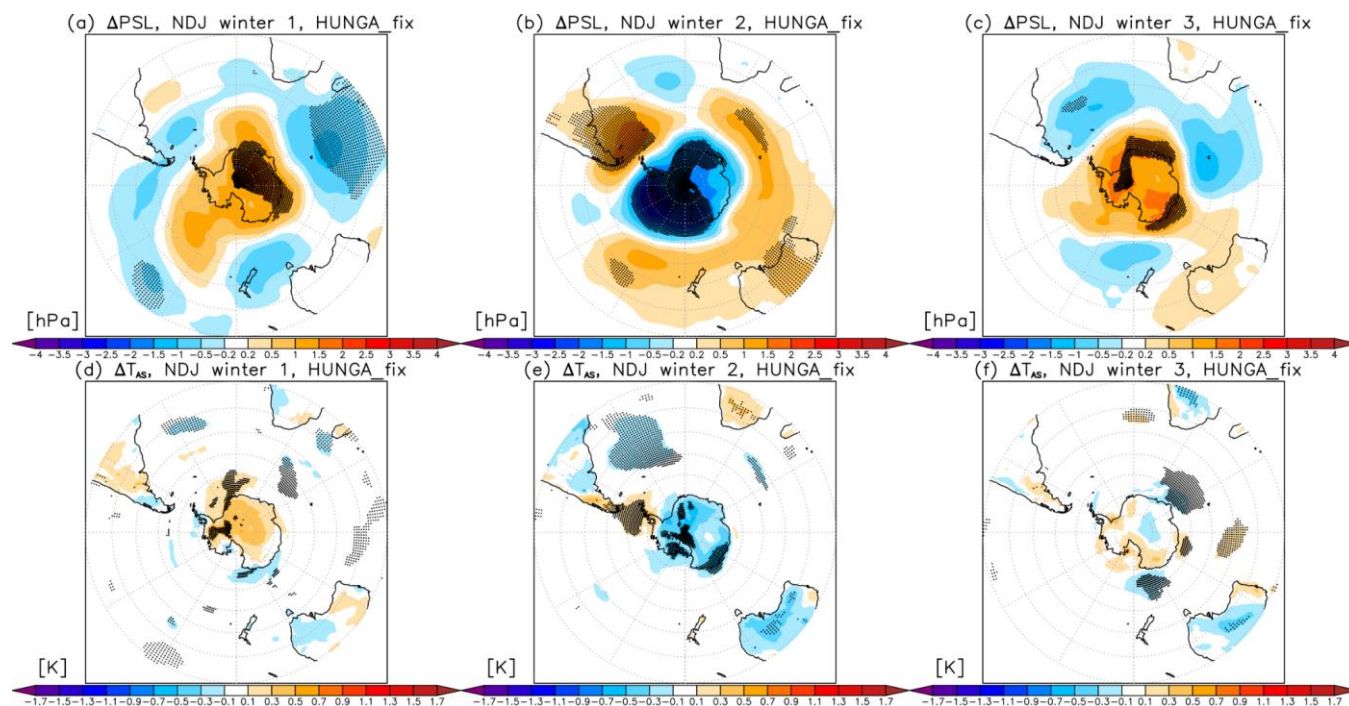 (a) ΔPSL, NDJ winter 1, HUNGA_fix
(b) ΔPSL, NDJ winter 2, HUNGA_fix
(c) ΔPSL, NDJ winter 3, HUNGA_fix
[hPa]
[hPa]
[hPa]
−4 −3.5 −3 −2.5 −2 −1.5 −1 −0.5−0.2 0.2 0.5 1 1.5 2 2.5 3 3.5 4
−4 −3.5 −3 −2.5 −2 −1.5 −1 −0.5−0.2 0.2 0.5 1 1.5 2 2.5 3 3.5 4
−4 −3.5 −3 −2.5 −2 −1.5 −1 −0.5−0.2 0.2 0.5 1 1.5 2 2.5 3 3.5 4
(d) ΔTAS, NDJ winter 1, HUNGA_fix
(e) ΔTAS, NDJ winter 2, HUNGA_fix
(f) ΔTAS, NDJ winter 3, HUNGA_fix
[K]
[K]
[K]
−1.7−1.5−1.3−1.1−0.9−0.7−0.5−0.3−0.1 0.1 0.3 0.5 0.7 0.9 1.1 1.3 1.5 1.7
−1.7−1.5−1.3−1.1−0.9−0.7−0.5−0.3−0.1 0.1 0.3 0.5 0.7 0.9 1.1 1.3 1.5 1.7
−1.7−1.5−1.3−1.1−0.9−0.7−0.5−0.3−0.1 0.1 0.3 0.5 0.7 0.9 1.1 1.3 1.5 1.7